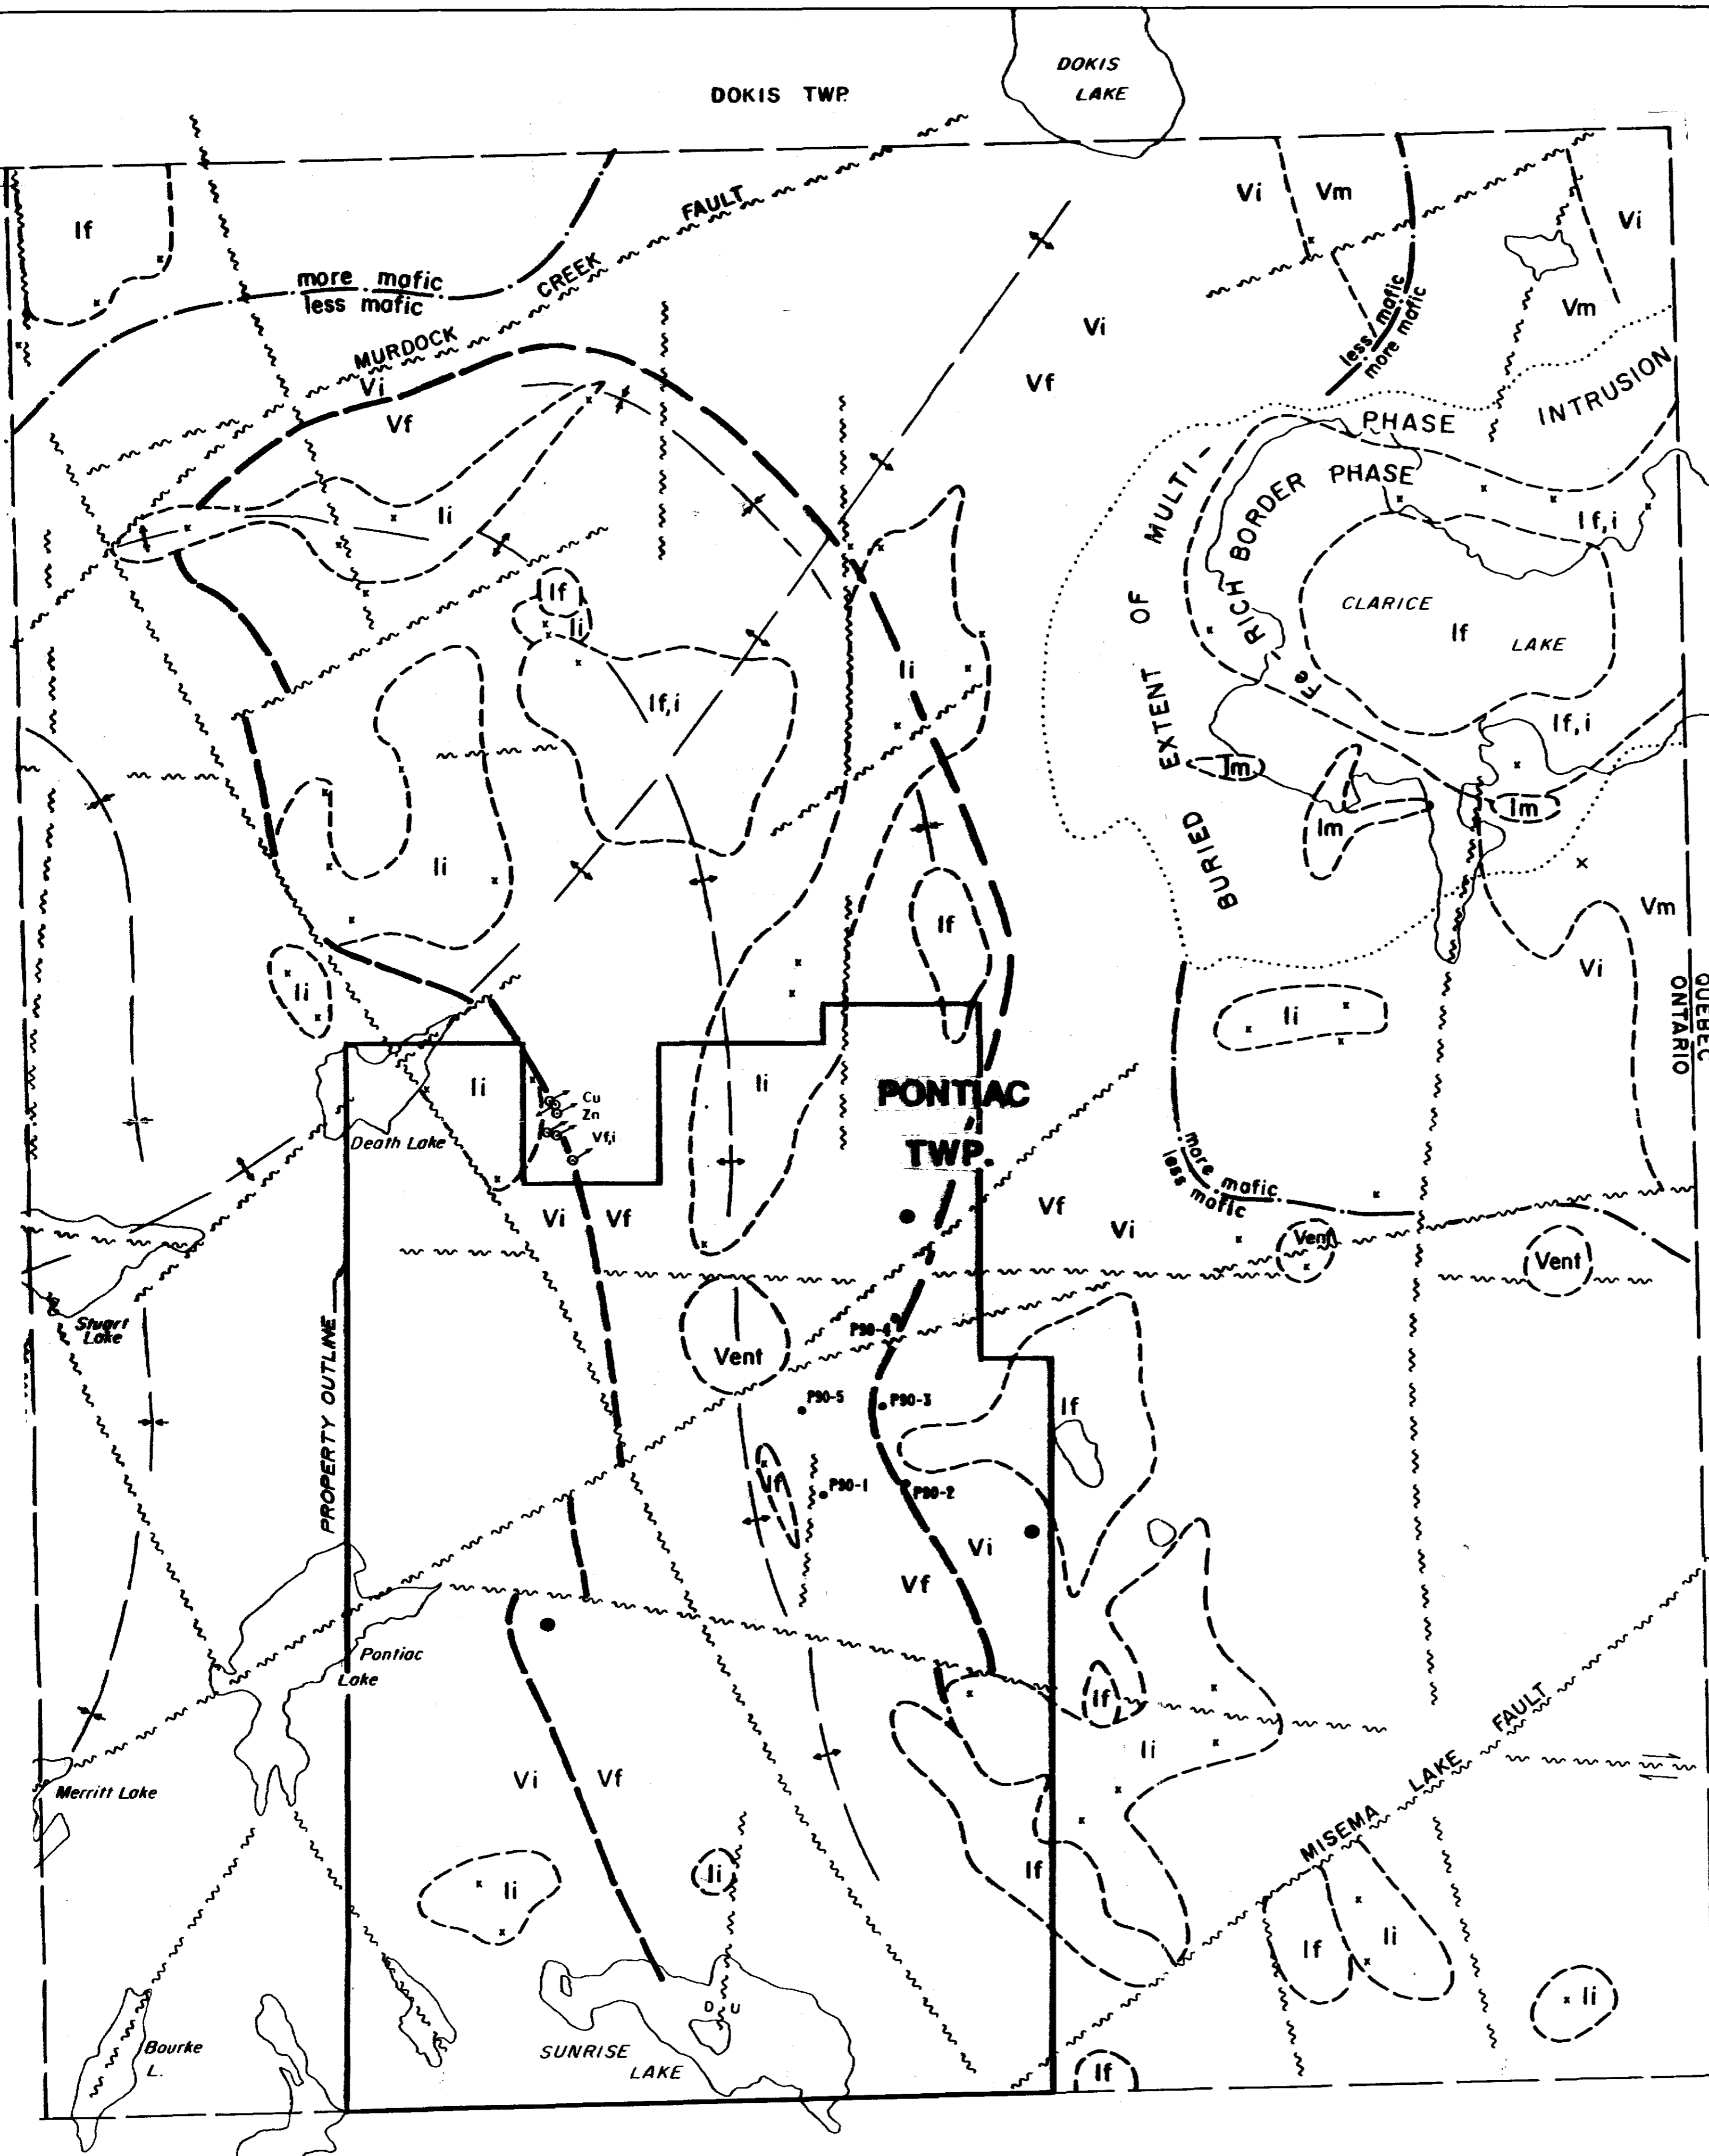 DOKIS TWP.
DOKIS
LAKE
If
more mafic
less mafic
MURDOCK CREEK FAULT
Vi
Vf
Vi
Vm
Vi
Vm
less mafic
more mafic
Vi
Vf
BURIED EXTENT OF MULTI-PHASE INTRUSION
Fe RICH BORDER PHASE
Ii
If
Ii
If,i
Ii
If,i
CLARICE
LAKE
If
If,i
Im
Im
Im
Ii
If
Vm
Vi
QUEBEC
ONTARIO
Ii
Ii
Ii
Ii
Cu
Zn
Vf,i
PONTIAC
TWP.
Death Lake
more mafic
less mafic
Vi
Vf
Vf
Vi
Vent
Vent
Stuart
Lake
PROPERTY OUTLINE
Vent
P90-4
P90-5
P90-3
If
Vf
P90-1
P90-2
Vi
Vf
Pontiac
Lake
If
Ii
Vi
Vf
Merritt Lake
MISEMA LAKE FAULT
Ii
Ii
If
If
Ii
Ii
D U
SUNRISE
LAKE
Bourke
L.
If